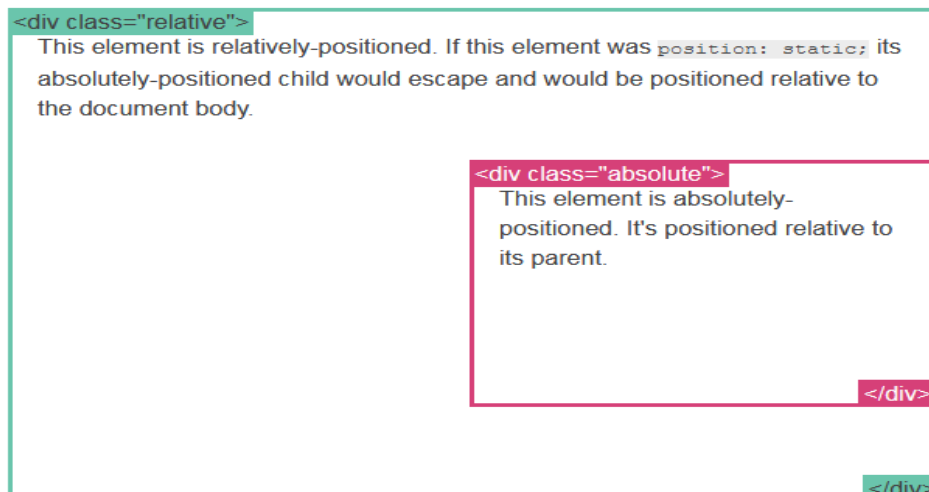 <div class="relative">
This element is relatively-positioned. If this element was position: static; its
absolutely-positioned child would escape and would be positioned relative to
the document body.
<div class="absolute">
This element is absolutely-
positioned. It's positioned relative to
its parent.
</div>
</div>